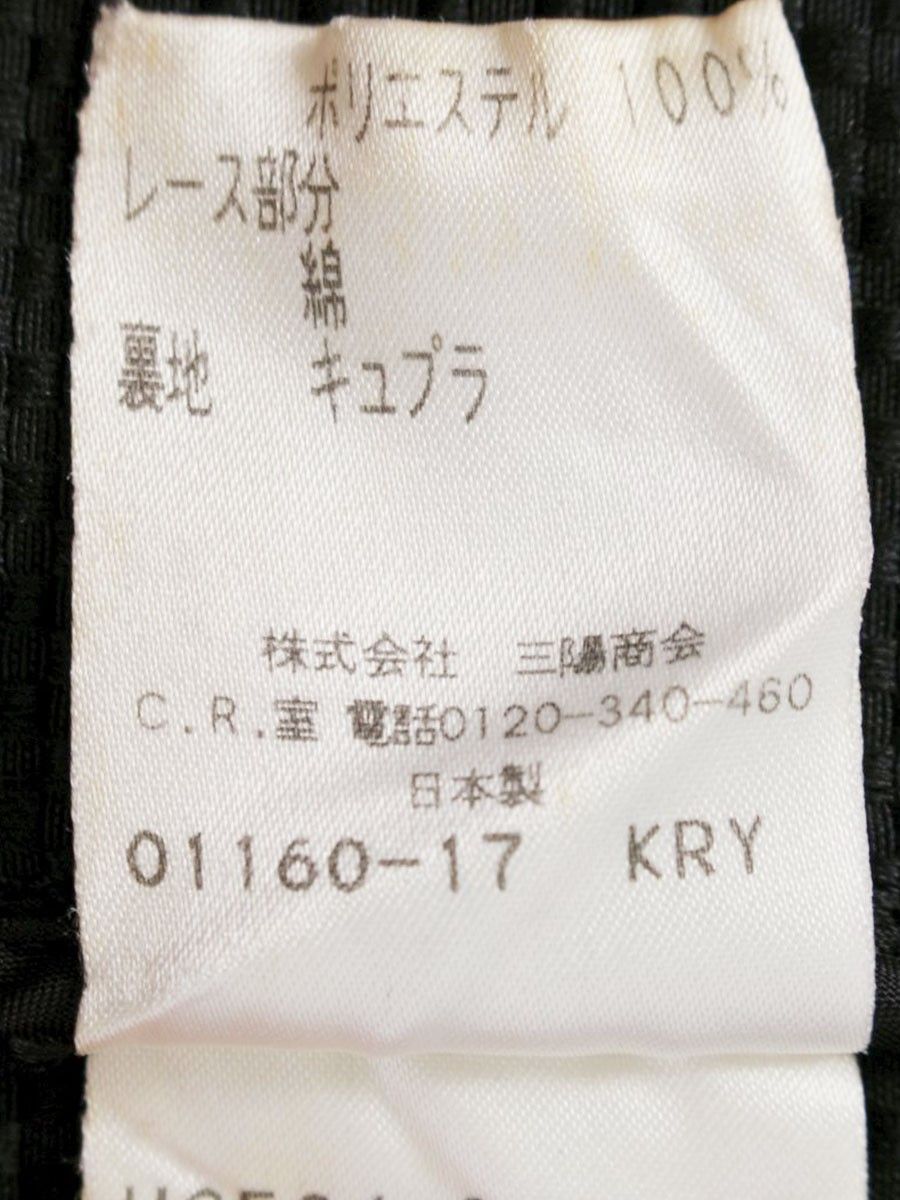 ポリエステル 100%
レース部分
綿
裏地 キュプラ
株式会社 三陽商会
C.R.室 電話0120-340-460
日本製
01160-17 KRY